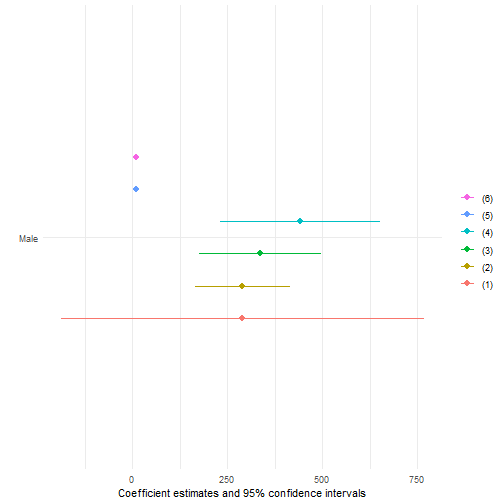 (6)
(5)
(4)
Male
(3)
(2)
(1)
0 250 500 750
Coefficient estimates and 95% confidence intervals